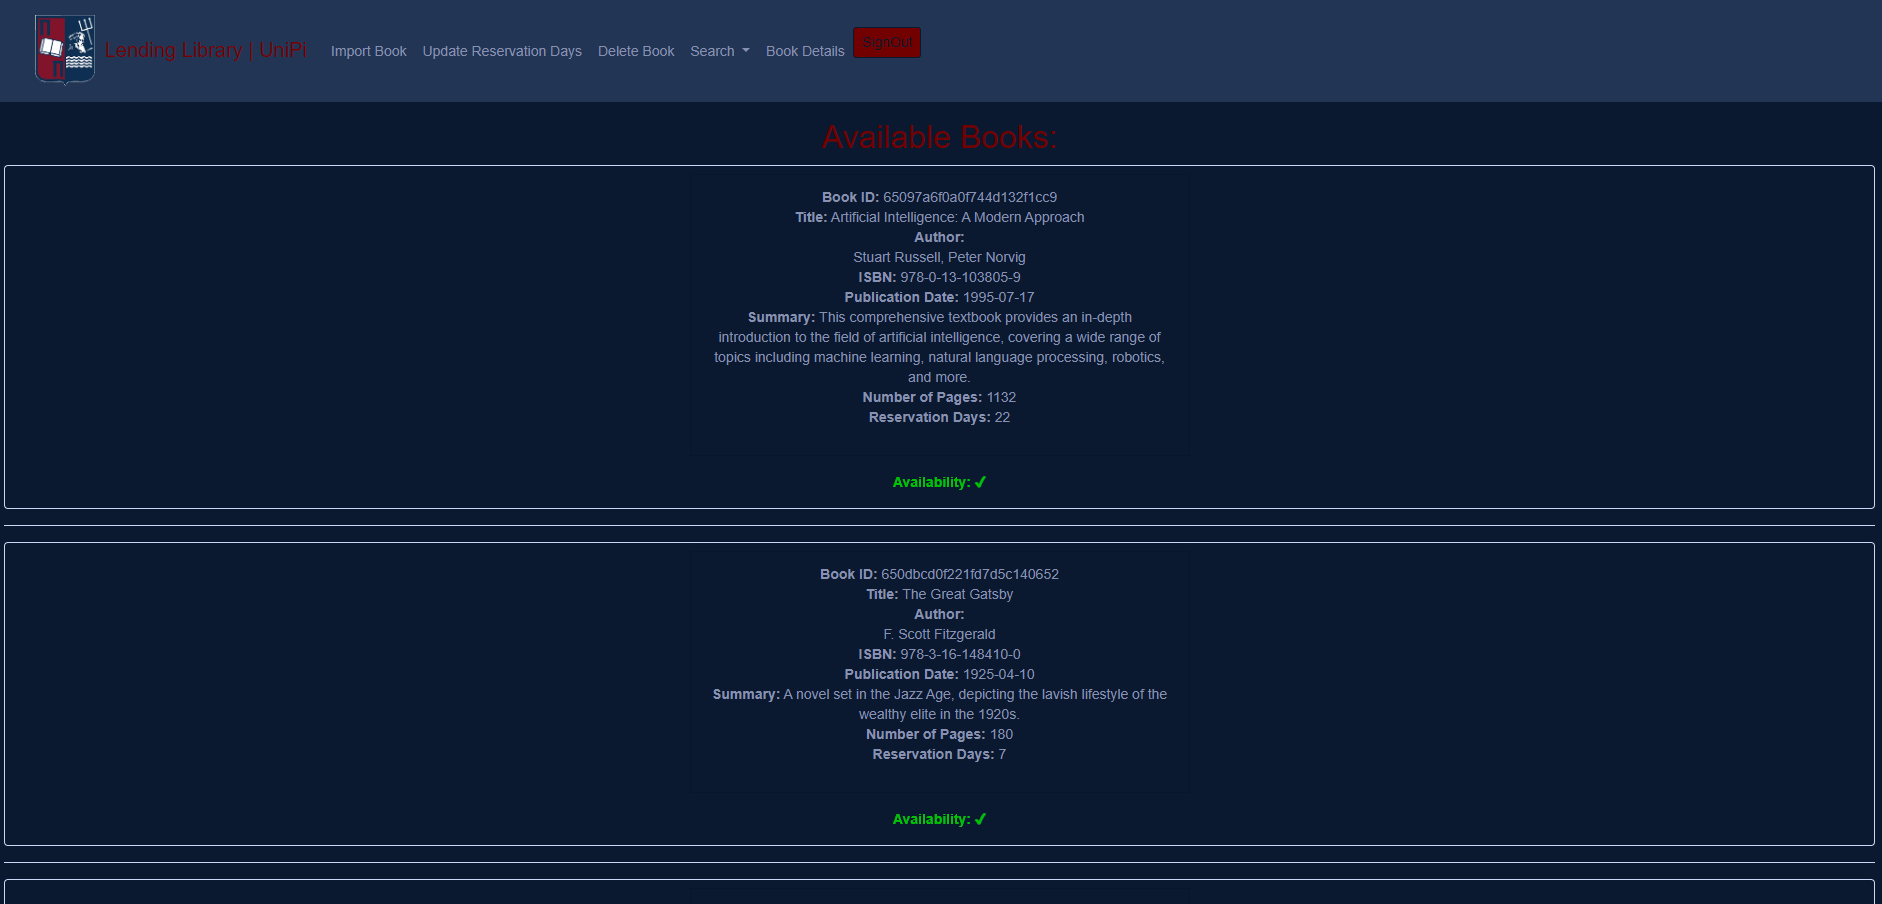 Lending Library | UniPi
Import Book
Update Reservation Days
Delete Book
Search
Book Details
SignOut
Available Books:
Book ID: 65097a6f0a0f744d132f1cc9
Title: Artificial Intelligence: A Modern Approach
Author:
Stuart Russell, Peter Norvig
ISBN: 978-0-13-103805-9
Publication Date: 1995-07-17
Summary: This comprehensive textbook provides an in-depth
introduction to the field of artificial intelligence, covering a wide range of
topics including machine learning, natural language processing, robotics,
and more.
Number of Pages: 1132
Reservation Days: 22
Availability: ✔
Book ID: 650dbcd0f221fd7d5c140652
Title: The Great Gatsby
Author:
F. Scott Fitzgerald
ISBN: 978-3-16-148410-0
Publication Date: 1925-04-10
Summary: A novel set in the Jazz Age, depicting the lavish lifestyle of the
wealthy elite in the 1920s.
Number of Pages: 180
Reservation Days: 7
Availability: ✔